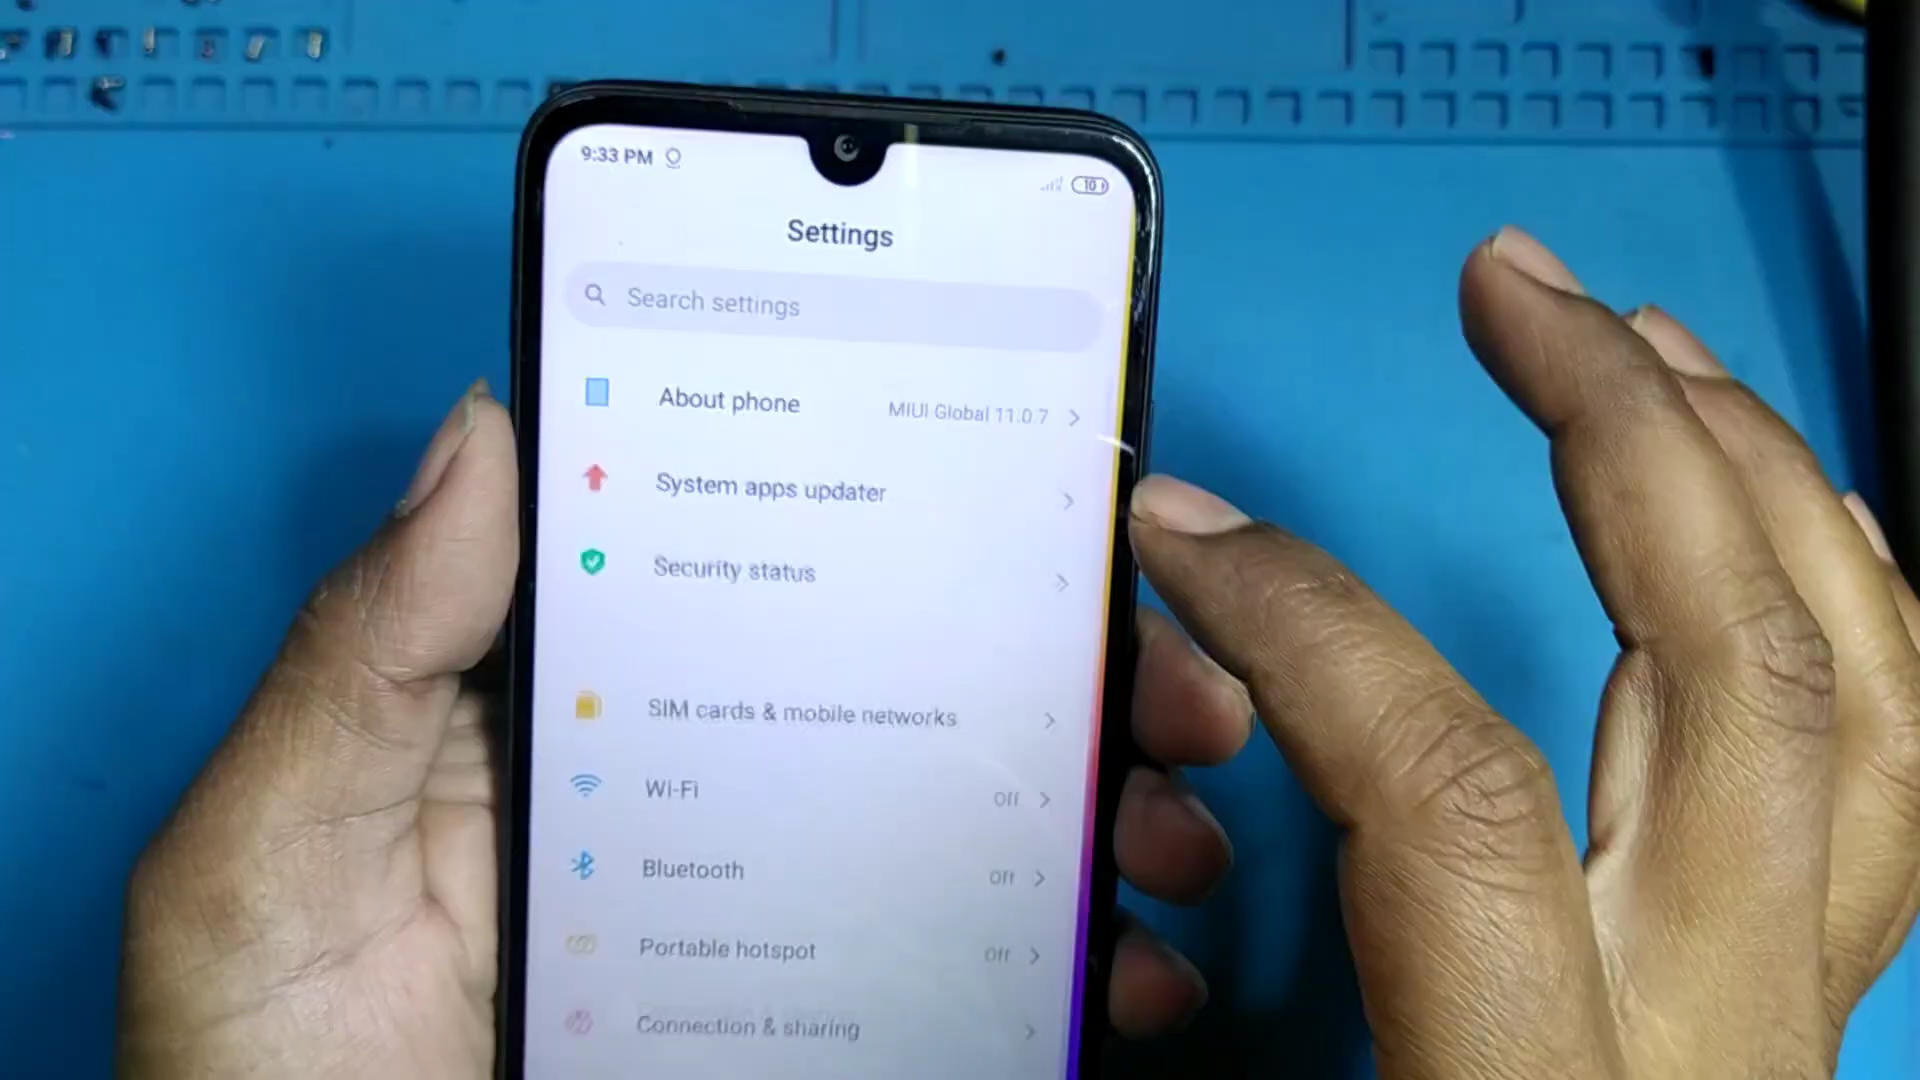 9:33 PM
10
Settings
Search settings
About phone MIUI Global 11.0.7
System apps updater
Security status
SIM cards & mobile networks
Wi-Fi Off
Bluetooth Off
Portable hotspot Off
Connection & sharing